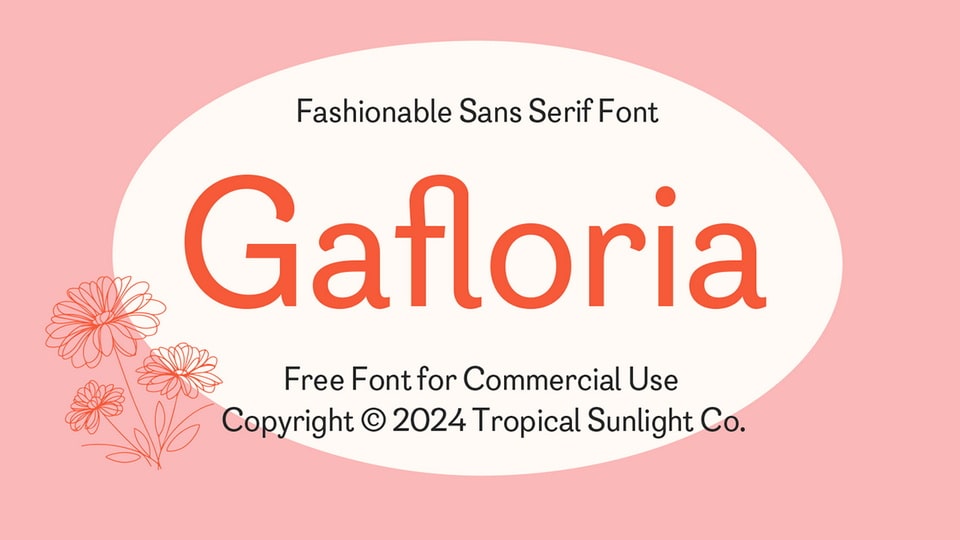 Fashionable Sans Serif Font
Gafloria
Free Font for Commercial Use
Copyright © 2024 Tropical Sunlight Co.